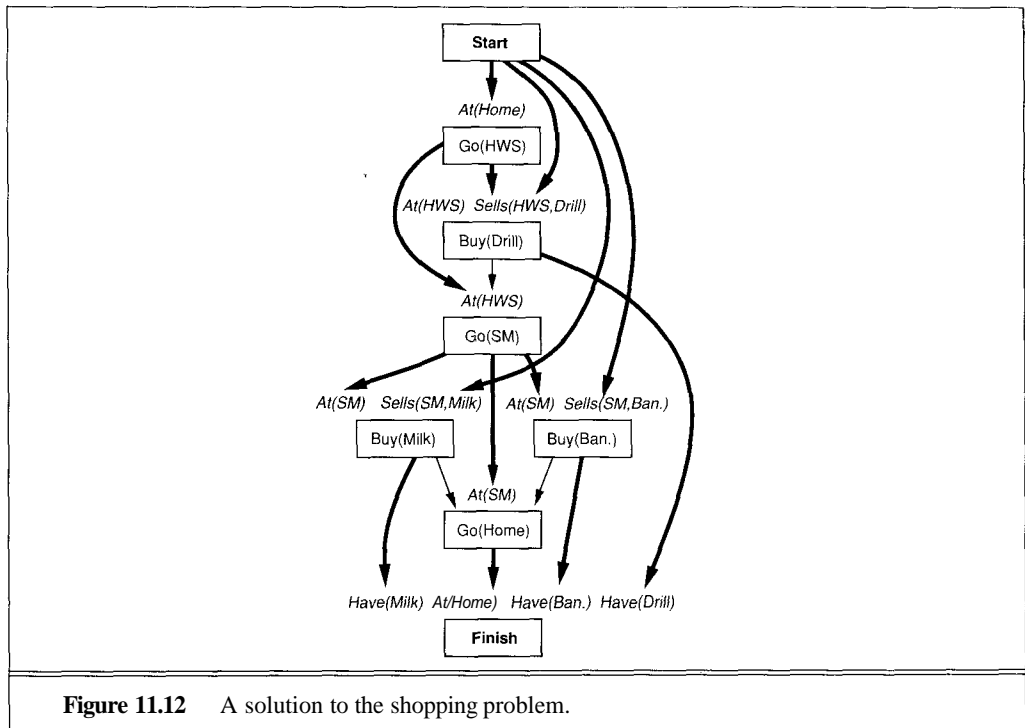 Start
At(Home)
Go(HWS)
At(HWS) Sells(HWS,Drill)
Buy(Drill)
At(HWS)
Go(SM)
At(SM) Sells(SM,Milk) At(SM) Sells(SM,Ban.)
Buy(Milk) Buy(Ban.)
At(SM)
Go(Home)
Have(Milk) At/Home) Have(Ban.) Have(Drill)
Finish
Figure 11.12 A solution to the shopping problem.